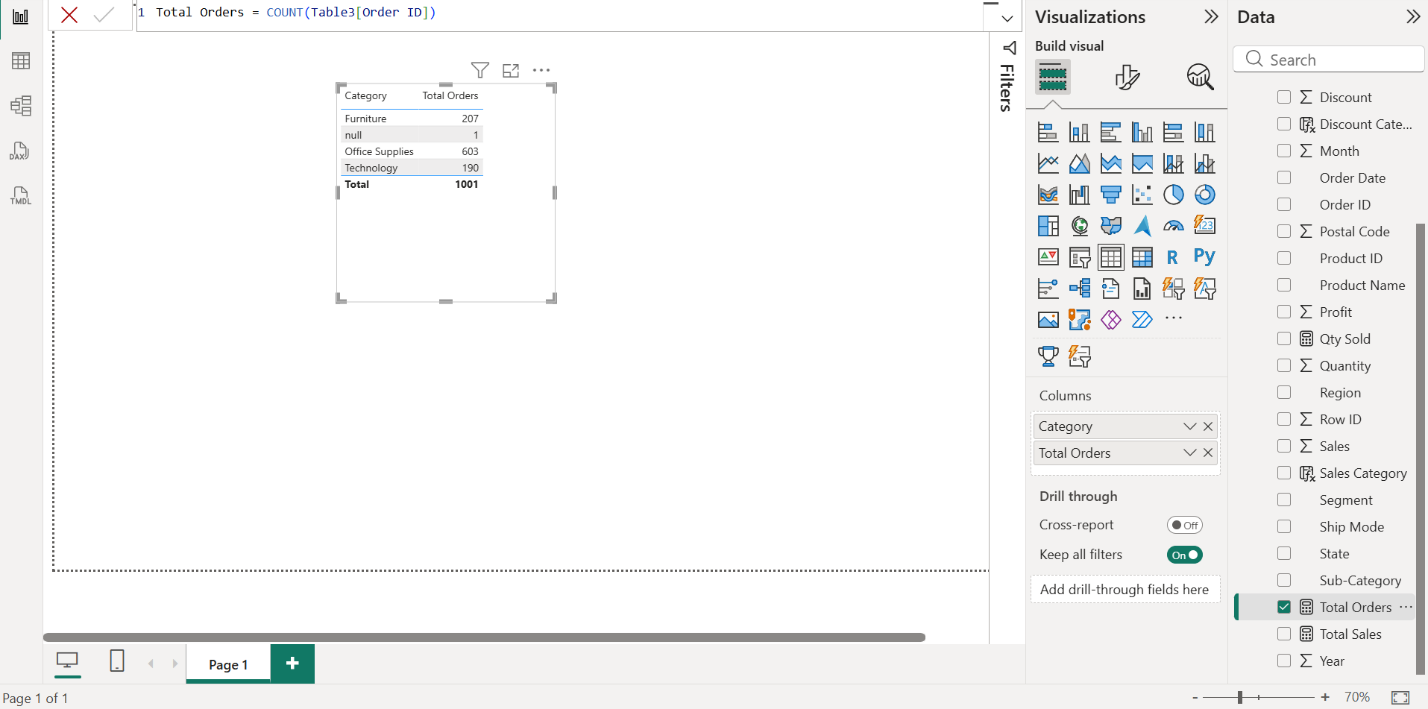 1 Total Orders = COUNT(Table3[Order ID])
Category Total Orders
Furniture 207
null 1
Office Supplies 603
Technology 190
Total 1001
Filters
Visualizations
Build visual
123
R
Py
Columns
Category
Total Orders
Drill through
Cross-report Off
Keep all filters On
Add drill-through fields here
Data
Search
Discount
Discount Cate...
Month
Order Date
Order ID
Postal Code
Product ID
Product Name
Profit
Qty Sold
Quantity
Region
Row ID
Sales
Sales Category
Segment
Ship Mode
State
Sub-Category
Total Orders
Total Sales
Year
DAX
TMDL
Page 1
Page 1 of 1
- + 70%